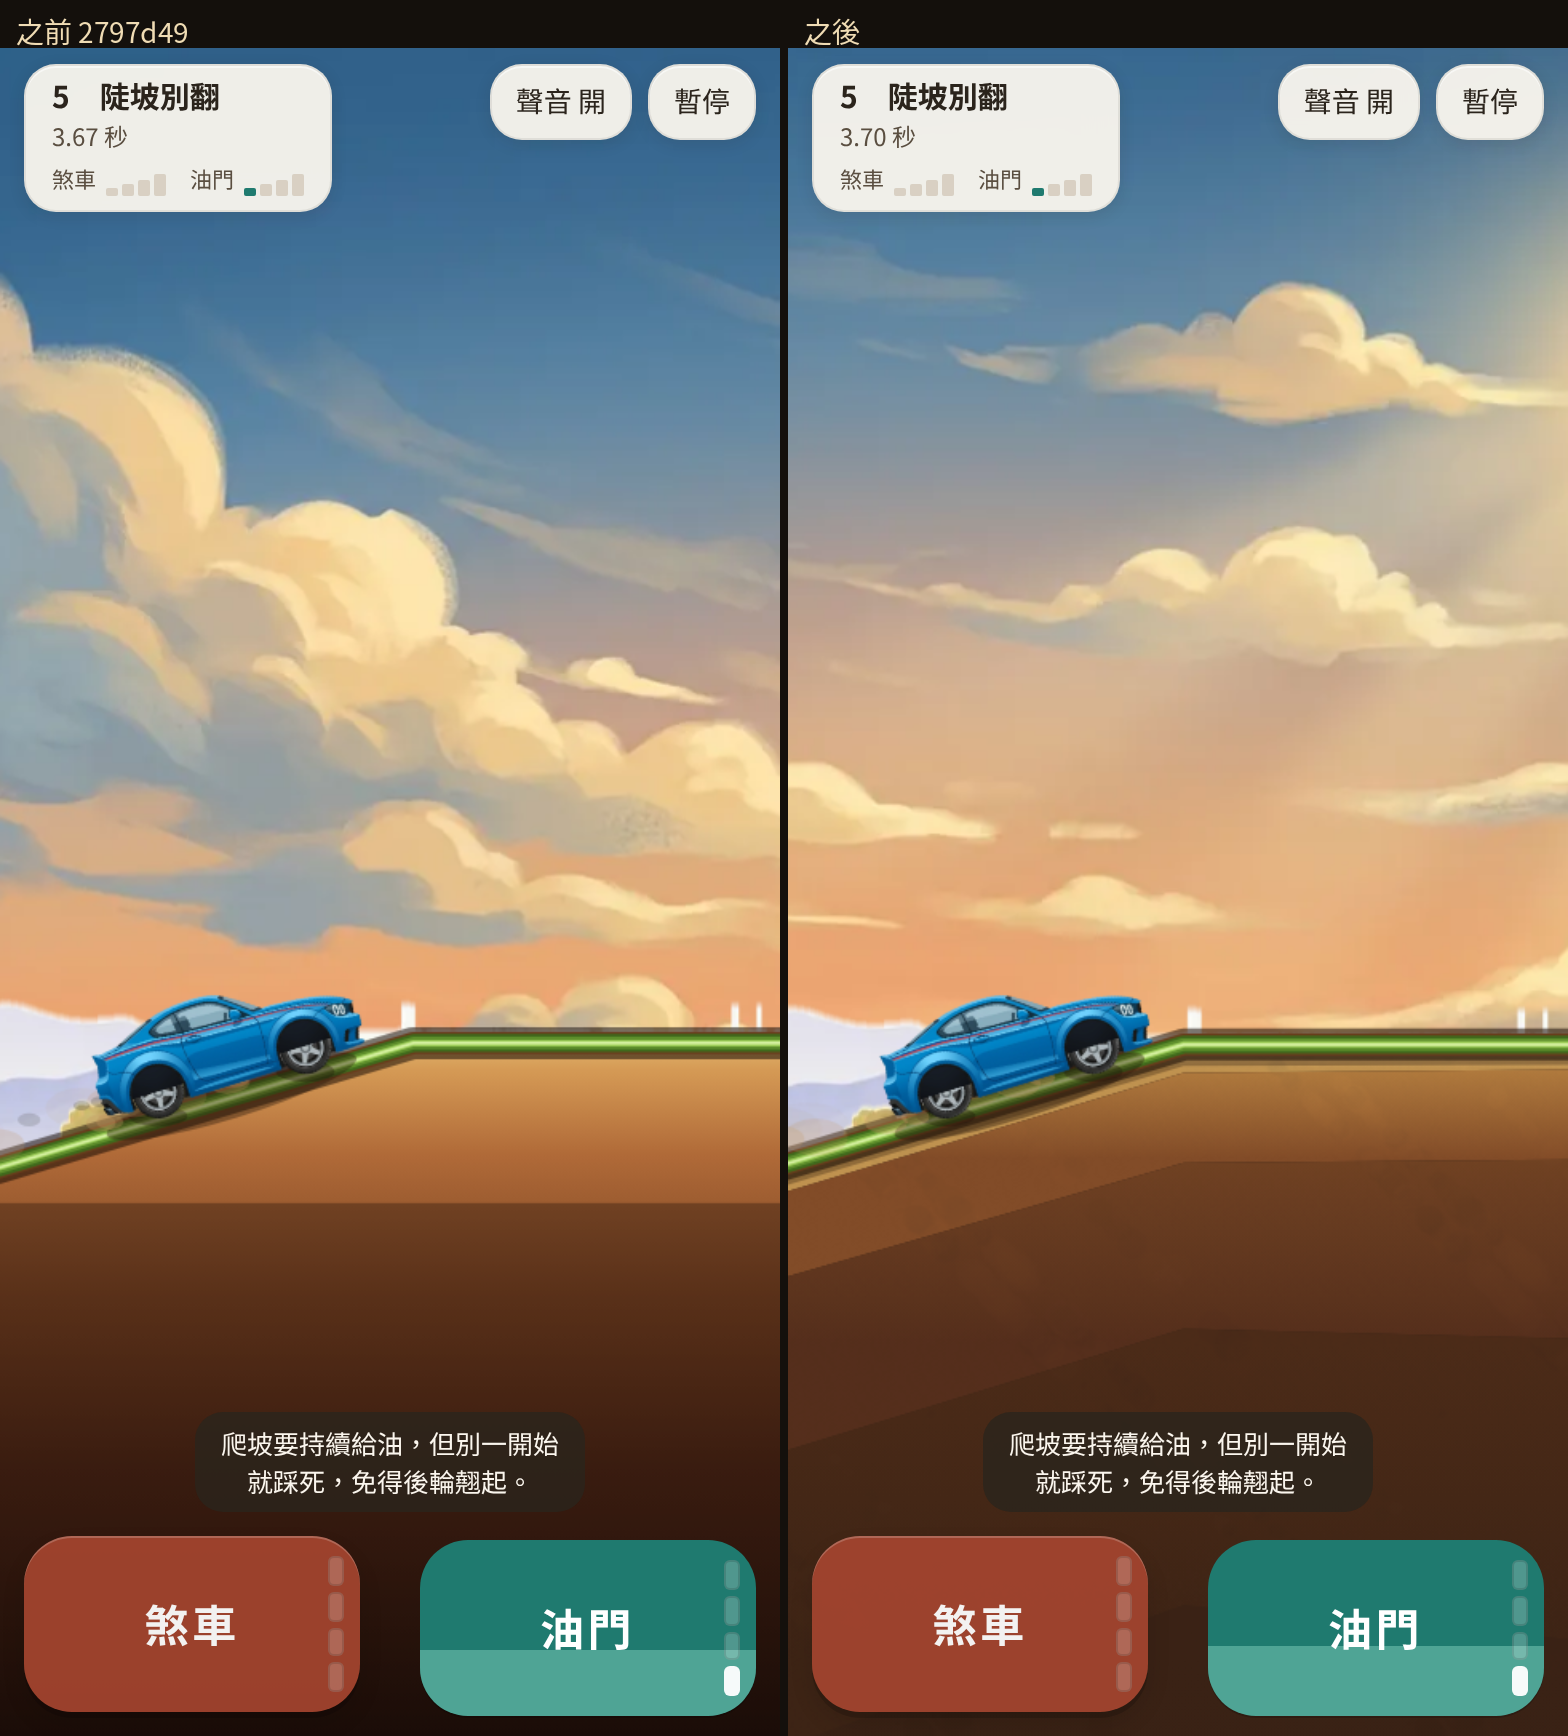 之前 2797d49
5 陡坡別翻
3.67 秒
煞車 油門
聲音 開
暫停
爬坡要持續給油，但別一開始
就踩死，免得後輪翹起。
煞車
油門
之後
5 陡坡別翻
3.70 秒
煞車 油門
聲音 開
暫停
爬坡要持續給油，但別一開始
就踩死，免得後輪翹起。
煞車
油門